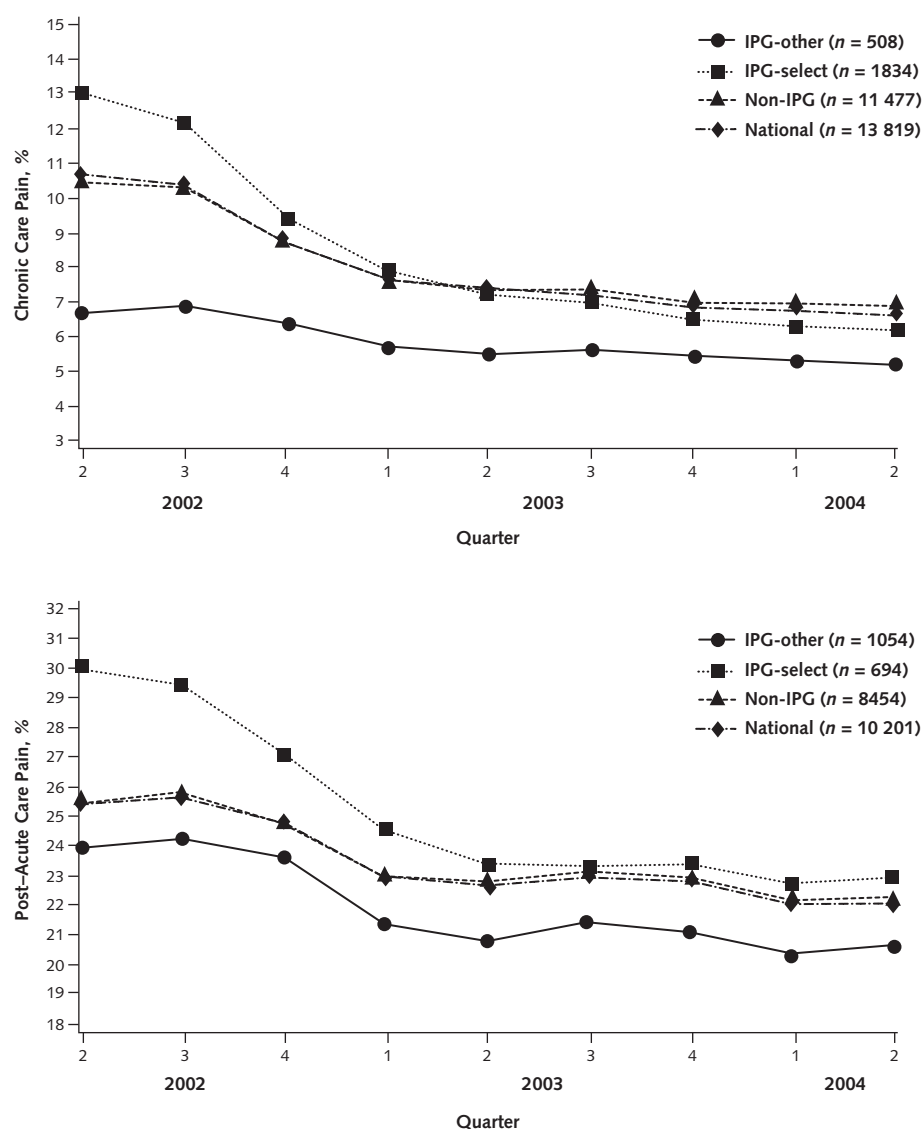 15
14
13
12
11
10
9
8
7
6
5
4
3
Chronic Care Pain, %
IPG-other (n = 508)
IPG-select (n = 1834)
Non-IPG (n = 11 477)
National (n = 13 819)
2 3 4 1 2 3 4 1 2
2002 2003 2004
Quarter
32
31
30
29
28
27
26
25
24
23
22
21
20
19
18
Post–Acute Care Pain, %
IPG-other (n = 1054)
IPG-select (n = 694)
Non-IPG (n = 8454)
National (n = 10 201)
2 3 4 1 2 3 4 1 2
2002 2003 2004
Quarter